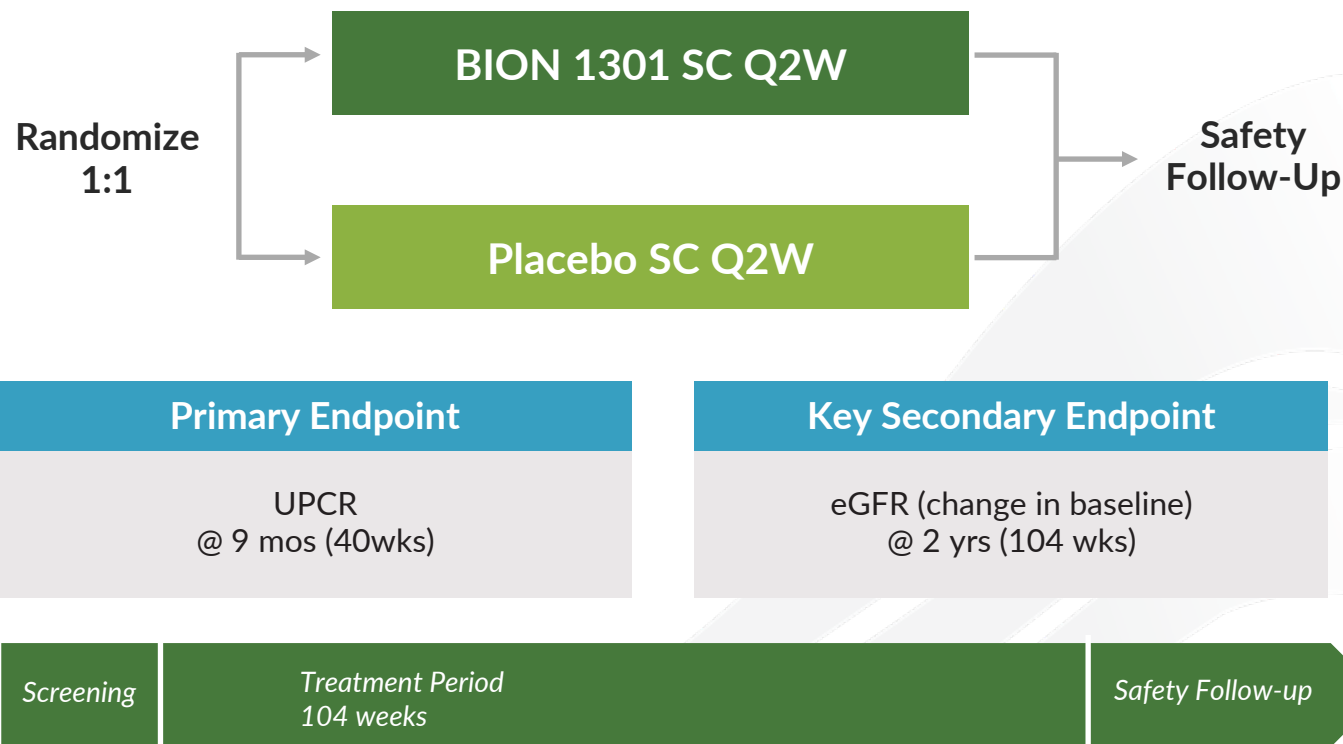 BION 1301 SC Q2W
Randomize
1:1
Safety
Follow-Up
Placebo SC Q2W
Primary Endpoint
UPCR
@ 9 mos (40wks)
Key Secondary Endpoint
eGFR (change in baseline)
@ 2 yrs (104 wks)
Screening
Treatment Period
104 weeks
Safety Follow-up